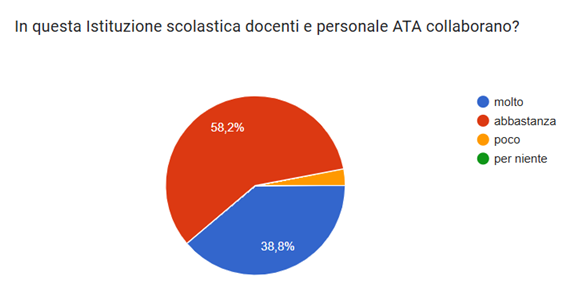 In questa Istituzione scolastica docenti e personale ATA collaborano?
molto
abbastanza
poco
per niente
58,2%
38,8%